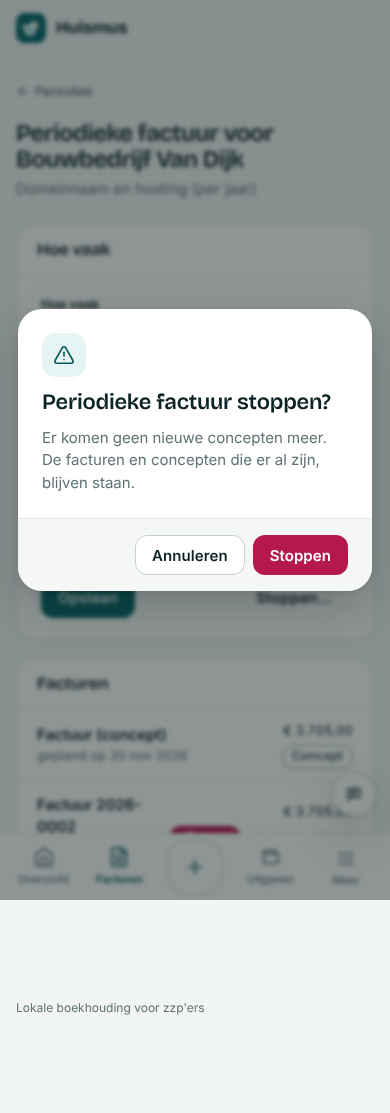 Huismus
← Periodiek
Periodieke factuur voor
Bouwbedrijf Van Dijk
Domeinnaam en hosting (per jaar)
Hoe vaak
Hoe vaak
Periodieke factuur stoppen?
Er komen geen nieuwe concepten meer.
De facturen en concepten die er al zijn,
blijven staan.
Annuleren Stoppen
Opslaan Stoppen...
Facturen
Factuur (concept) € 3.705,00
gepland op 20 nov 2026 Concept
Factuur 2026-
0002
Overzicht Facturen + Uitgaven Meer
Lokale boekhouding voor zzp'ers